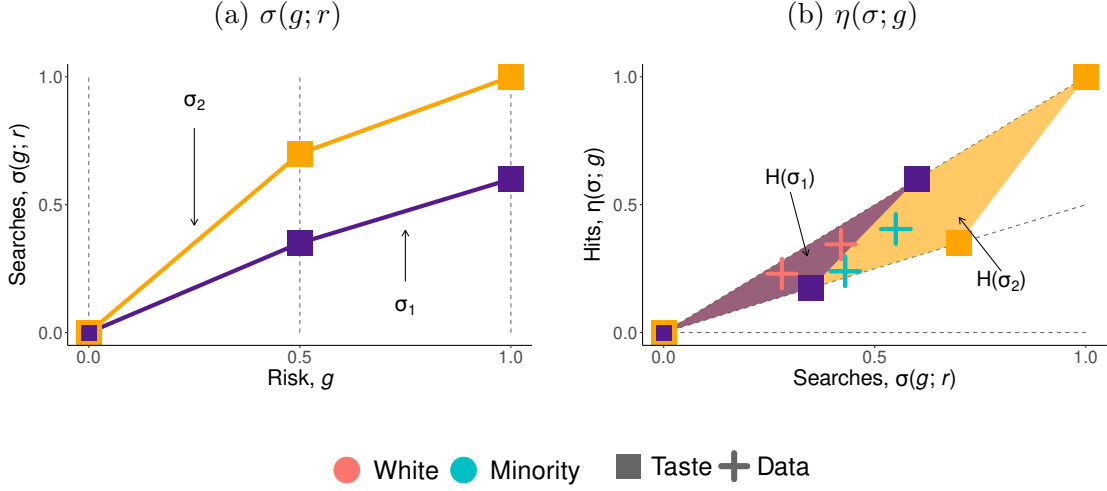 (a) σ(g; r)
(b) η(σ; g)
Searches, σ(g; r)
1.0
0.5
0.0
σ₂
σ₁
0.0
0.5
1.0
Risk, g
Hits, η(σ; g)
1.0
0.5
0.0
H(σ₁)
H(σ₂)
0.0
0.5
1.0
Searches, σ(g; r)
White
Minority
Taste
Data